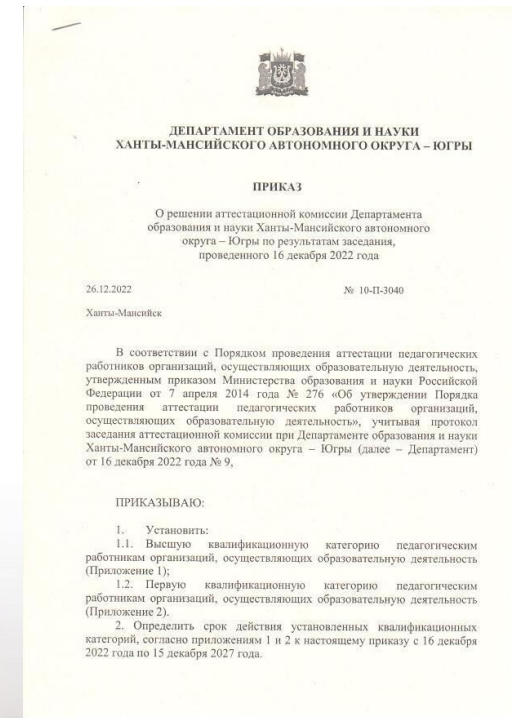 ДЕПАРТАМЕНТ ОБРАЗОВАНИЯ И НАУКИ
ХАНТЫ-МАНСИЙСКОГО АВТОНОМНОГО ОКРУГА – ЮГРЫ
ПРИКАЗ
О решении аттестационной комиссии Департамента
образования и науки Ханты-Мансийского автономного
округа – Югры по результатам заседания,
проведенного 16 декабря 2022 года
26.12.2022 № 10-П-3040
Ханты-Мансийск
В соответствии с Порядком проведения аттестации педагогических
работников организаций, осуществляющих образовательную деятельность,
утвержденным приказом Министерства образования и науки Российской
Федерации от 7 апреля 2014 года № 276 «Об утверждении Порядка
проведения аттестации педагогических работников организаций,
осуществляющих образовательную деятельность», учитывая протокол
заседания аттестационной комиссии при Департаменте образования и науки
Ханты-Мансийского автономного округа – Югры (далее – Департамент)
от 16 декабря 2022 года № 9,
ПРИКАЗЫВАЮ:
1. Установить:
1.1. Высшую квалификационную категорию педагогическим
работникам организаций, осуществляющих образовательную деятельность
(Приложение 1);
1.2. Первую квалификационную категорию педагогическим
работникам организаций, осуществляющих образовательную деятельность
(Приложение 2).
2. Определить срок действия установленных квалификационных
категорий, согласно приложениям 1 и 2 к настоящему приказу с 16 декабря
2022 года по 15 декабря 2027 года.